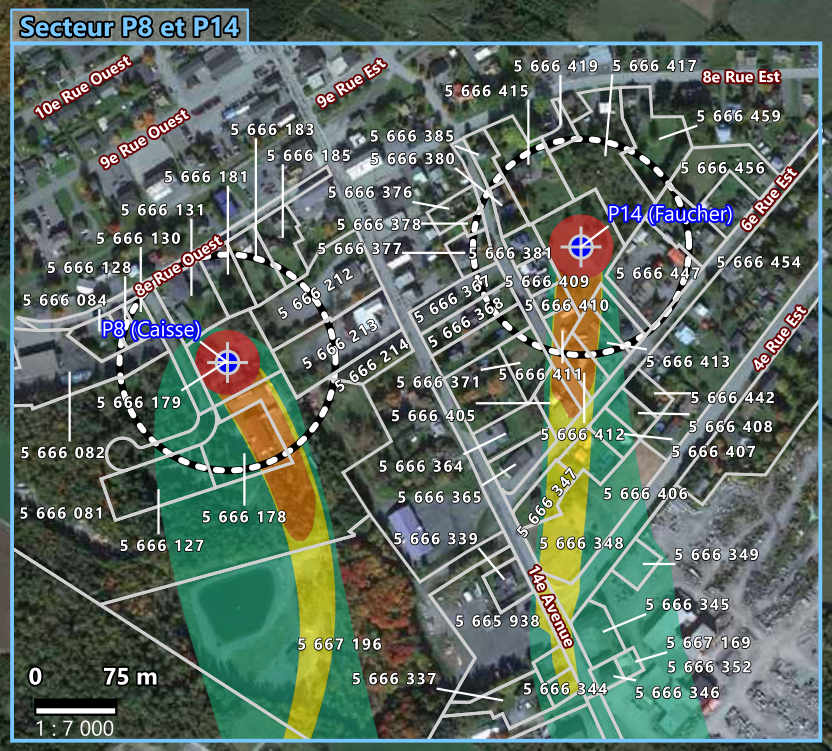 Secteur P8 et P14
10e Rue Ouest
9e Rue Ouest
9e Rue Est
8e Rue Est
5 666 419
5 666 417
5 666 415
5 666 459
5 666 183
5 666 185
5 666 385
5 666 380
5 666 181
5 666 376
5 666 456
5 666 131
5 666 378
P14 (Faucher)
6e Rue Est
5 666 130
5 666 377
5 666 381
8e Rue Ouest
5 666 128
5 666 212
5 666 367
5 666 409
5 666 447
5 666 454
5 666 084
5 666 410
P8 (Caisse)
5 666 213
5 666 368
4e Rue Est
5 666 214
5 666 413
5 666 371
5 666 411
5 666 179
5 666 442
5 666 405
5 666 408
5 666 412
5 666 082
5 666 407
5 666 364
5 666 365
5 666 347
5 666 406
5 666 081
5 666 178
5 666 127
5 666 339
5 666 348
5 666 349
14e Avenue
5 666 345
5 665 938
5 667 196
5 667 169
5 666 352
0 75 m
5 666 337
5 666 344
5 666 346
1 : 7 000